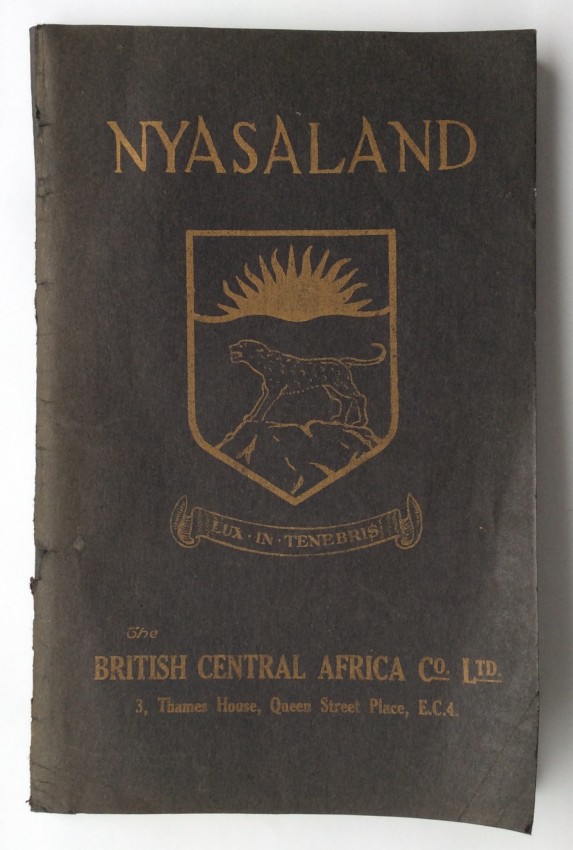 NYASALAND
LUX · IN · TENEBRIS
The
BRITISH CENTRAL AFRICA Co. LTD.
3, Thames House, Queen Street Place, E.C.4.